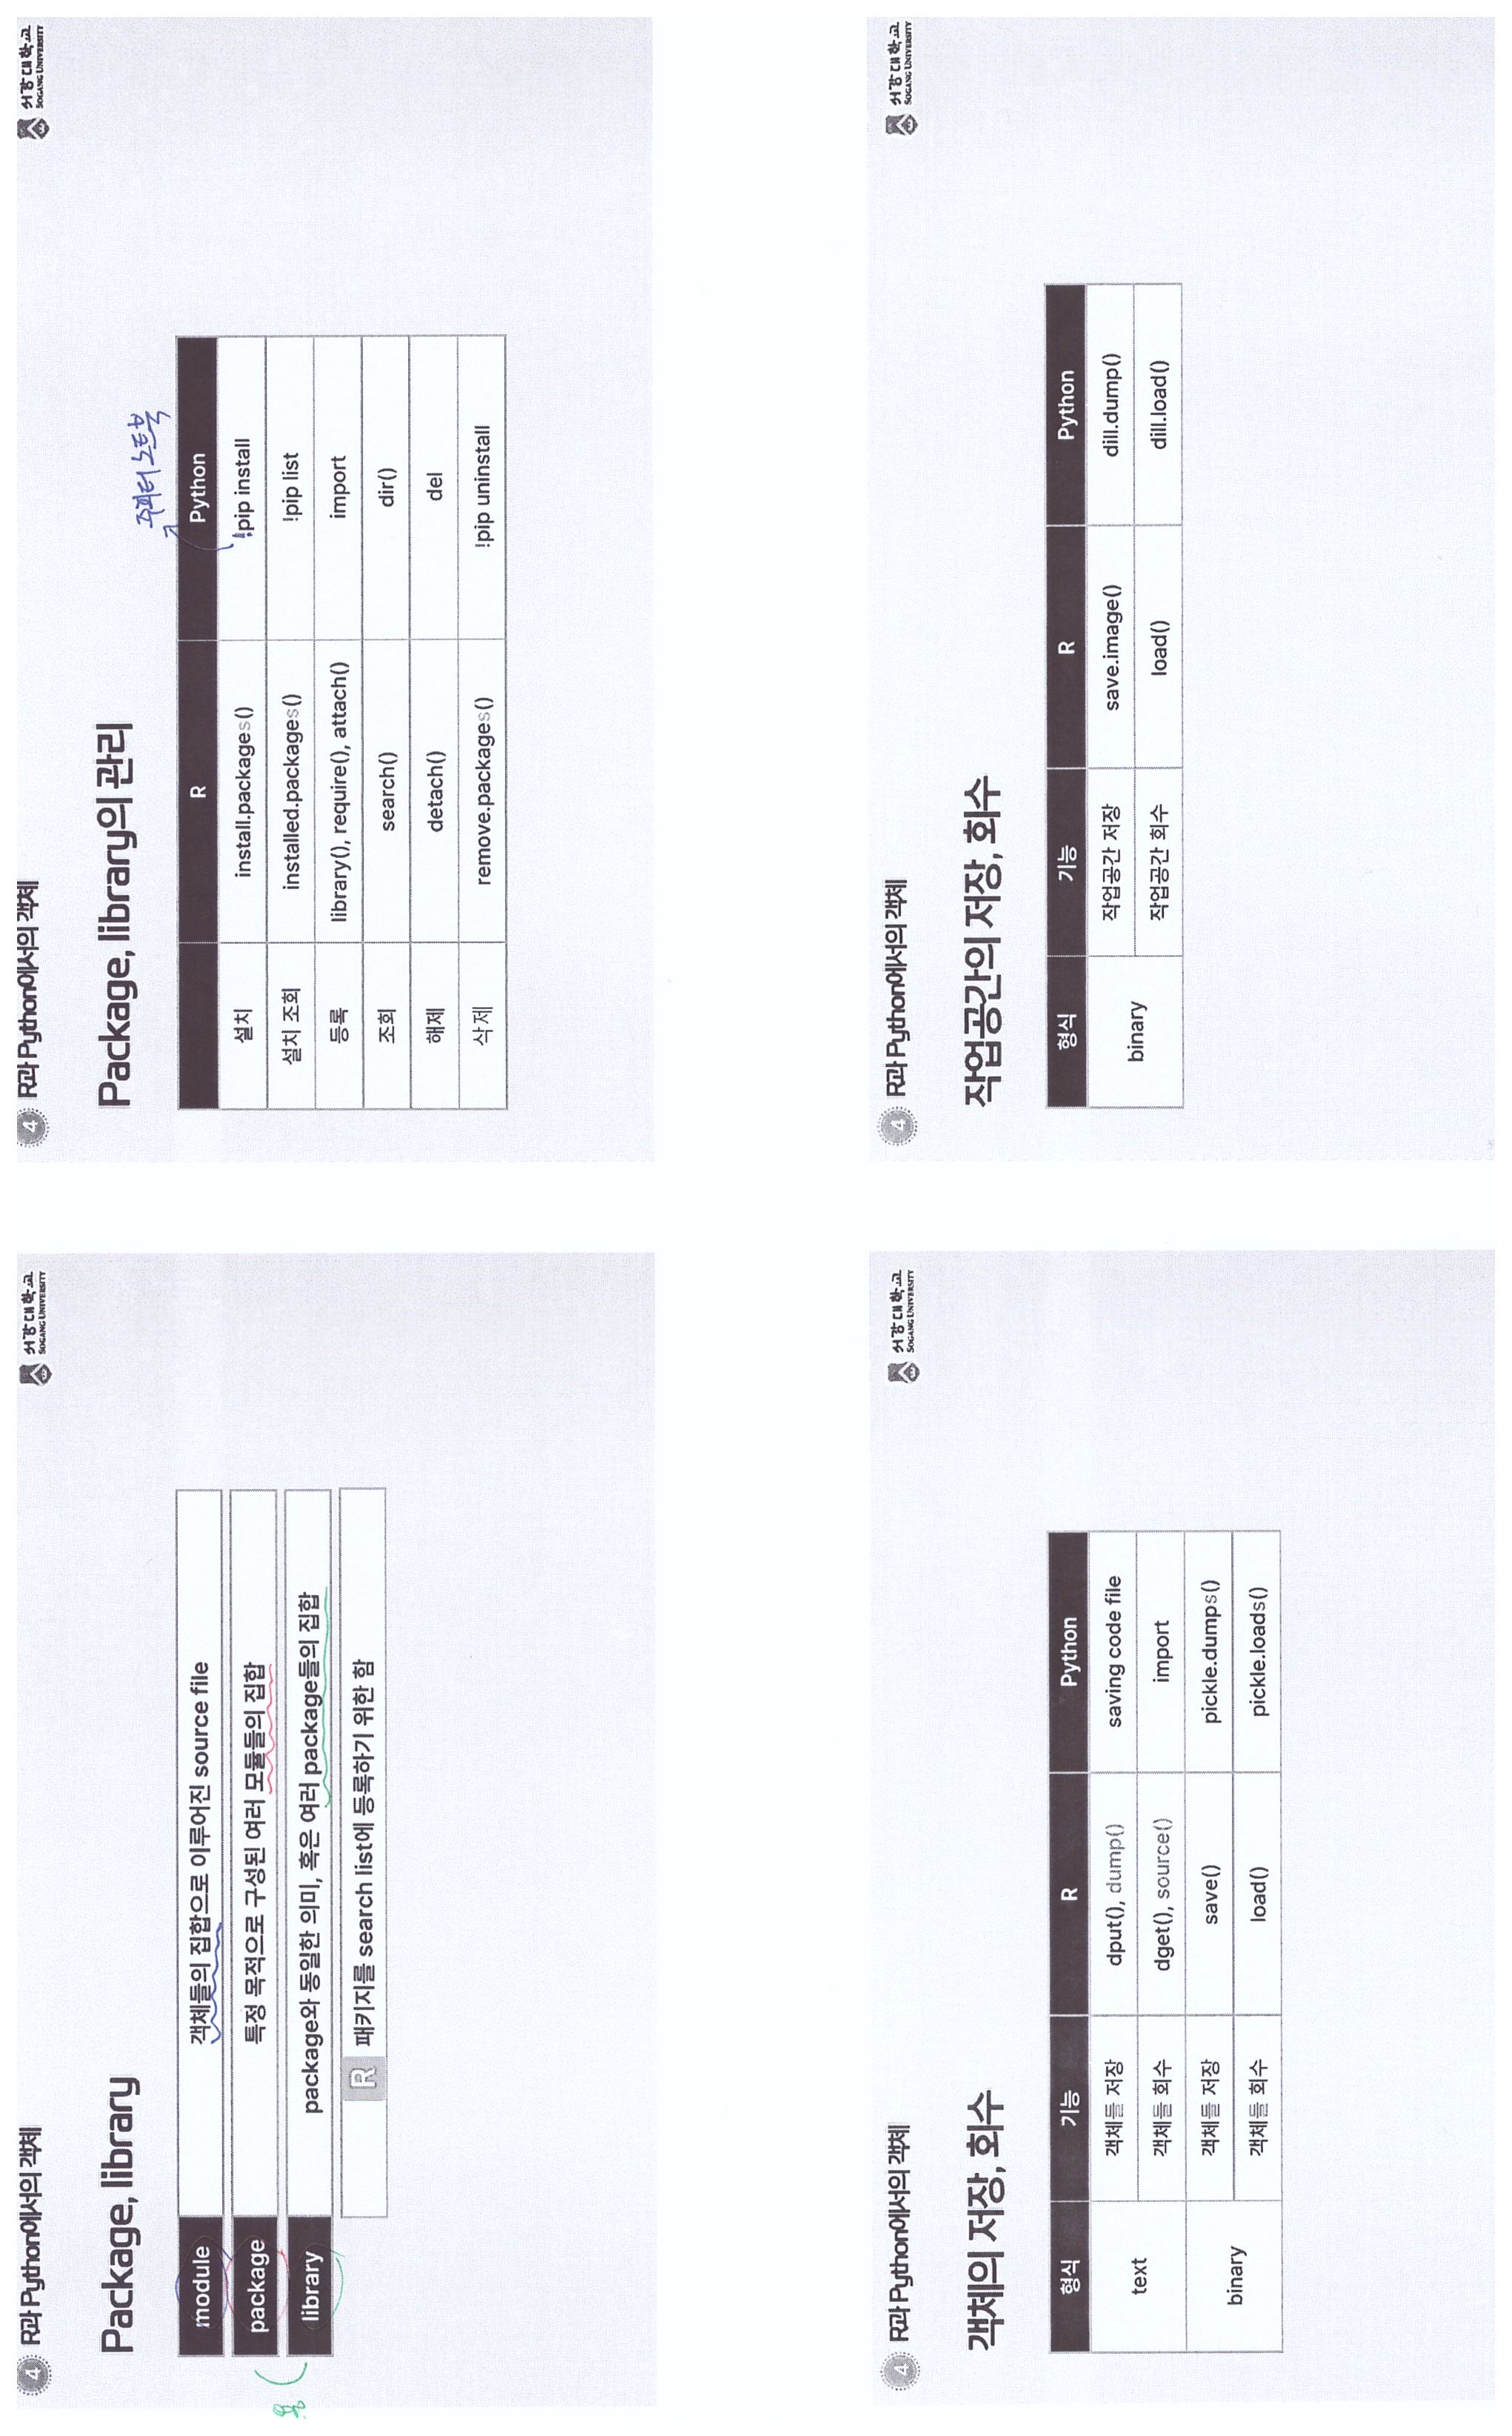 4 R과 Python에서의 객체
서강대학교
SOGANG UNIVERSITY
Package, library
module 객체들의 집합으로 이루어진 source file
package 특정 목적으로 구성된 여러 모듈들의 집합
library package와 동일한 의미, 혹은 여러 package들의 집합
R 패키지를 search list에 등록하기 위한 함
4 R과 Python에서의 객체
서강대학교
SOGANG UNIVERSITY
Package, library의 관리
주피터 노트북
R Python
설치 install.packages() !pip install
설치 조회 installed.packages() !pip list
등록 library(), require(), attach() import
조회 search() dir()
해제 detach() del
삭제 remove.packages() !pip uninstall
4 R과 Python에서의 객체
서강대학교
SOGANG UNIVERSITY
객체의 저장, 회수
형식 기능 R Python
text 객체들 저장 dput(), dump() saving code file
객체들 회수 dget(), source() import
binary 객체들 저장 save() pickle.dumps()
객체들 회수 load() pickle.loads()
4 R과 Python에서의 객체
서강대학교
SOGANG UNIVERSITY
작업공간의 저장, 회수
형식 기능 R Python
binary 작업공간 저장 save.image() dill.dump()
작업공간 회수 load() dill.load()